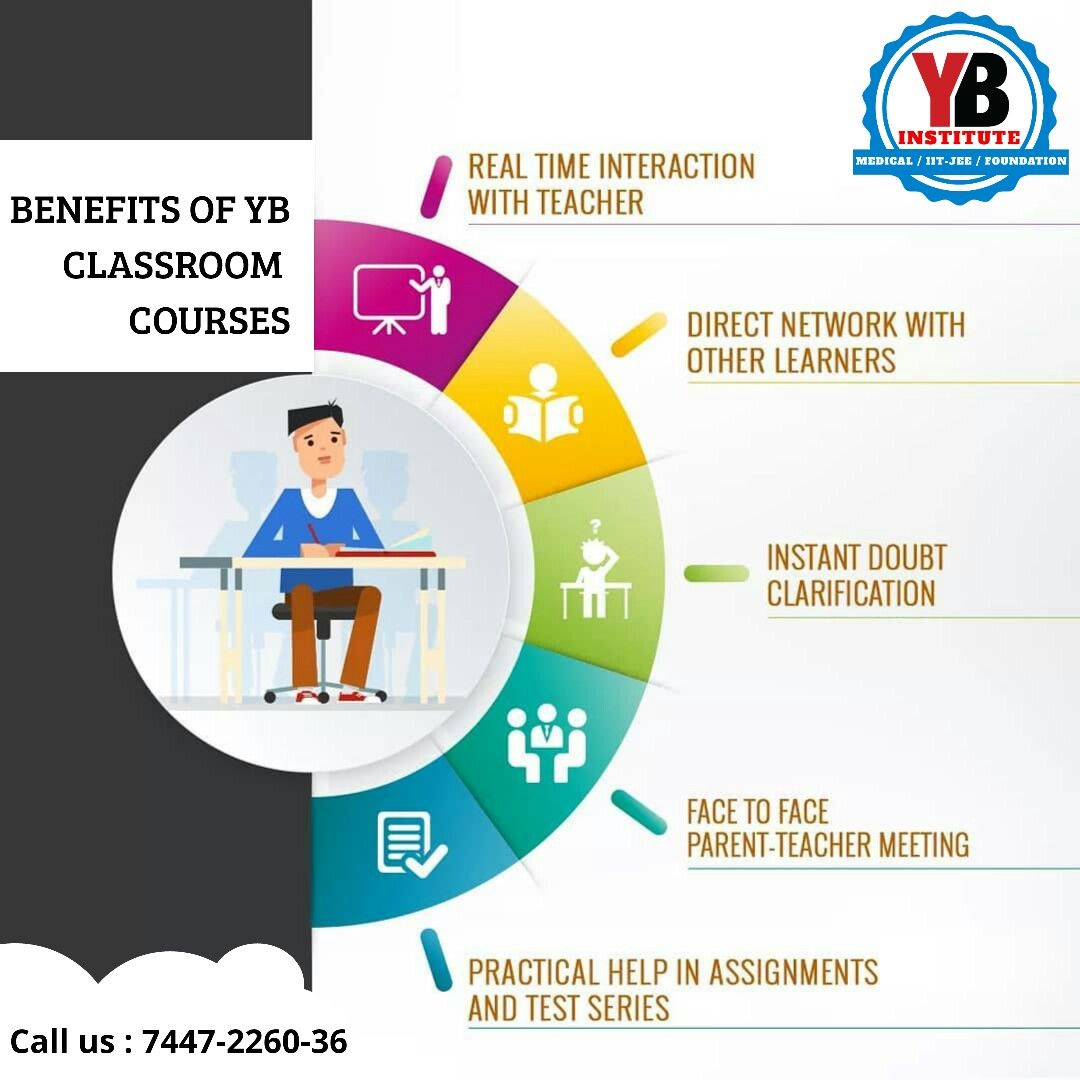 YB
INSTITUTE
MEDICAL / IIT-JEE / FOUNDATION
BENEFITS OF YB
CLASSROOM
COURSES
REAL TIME INTERACTION
WITH TEACHER
DIRECT NETWORK WITH
OTHER LEARNERS
?
INSTANT DOUBT
CLARIFICATION
FACE TO FACE
PARENT-TEACHER MEETING
PRACTICAL HELP IN ASSIGNMENTS
AND TEST SERIES
Call us : 7447-2260-36